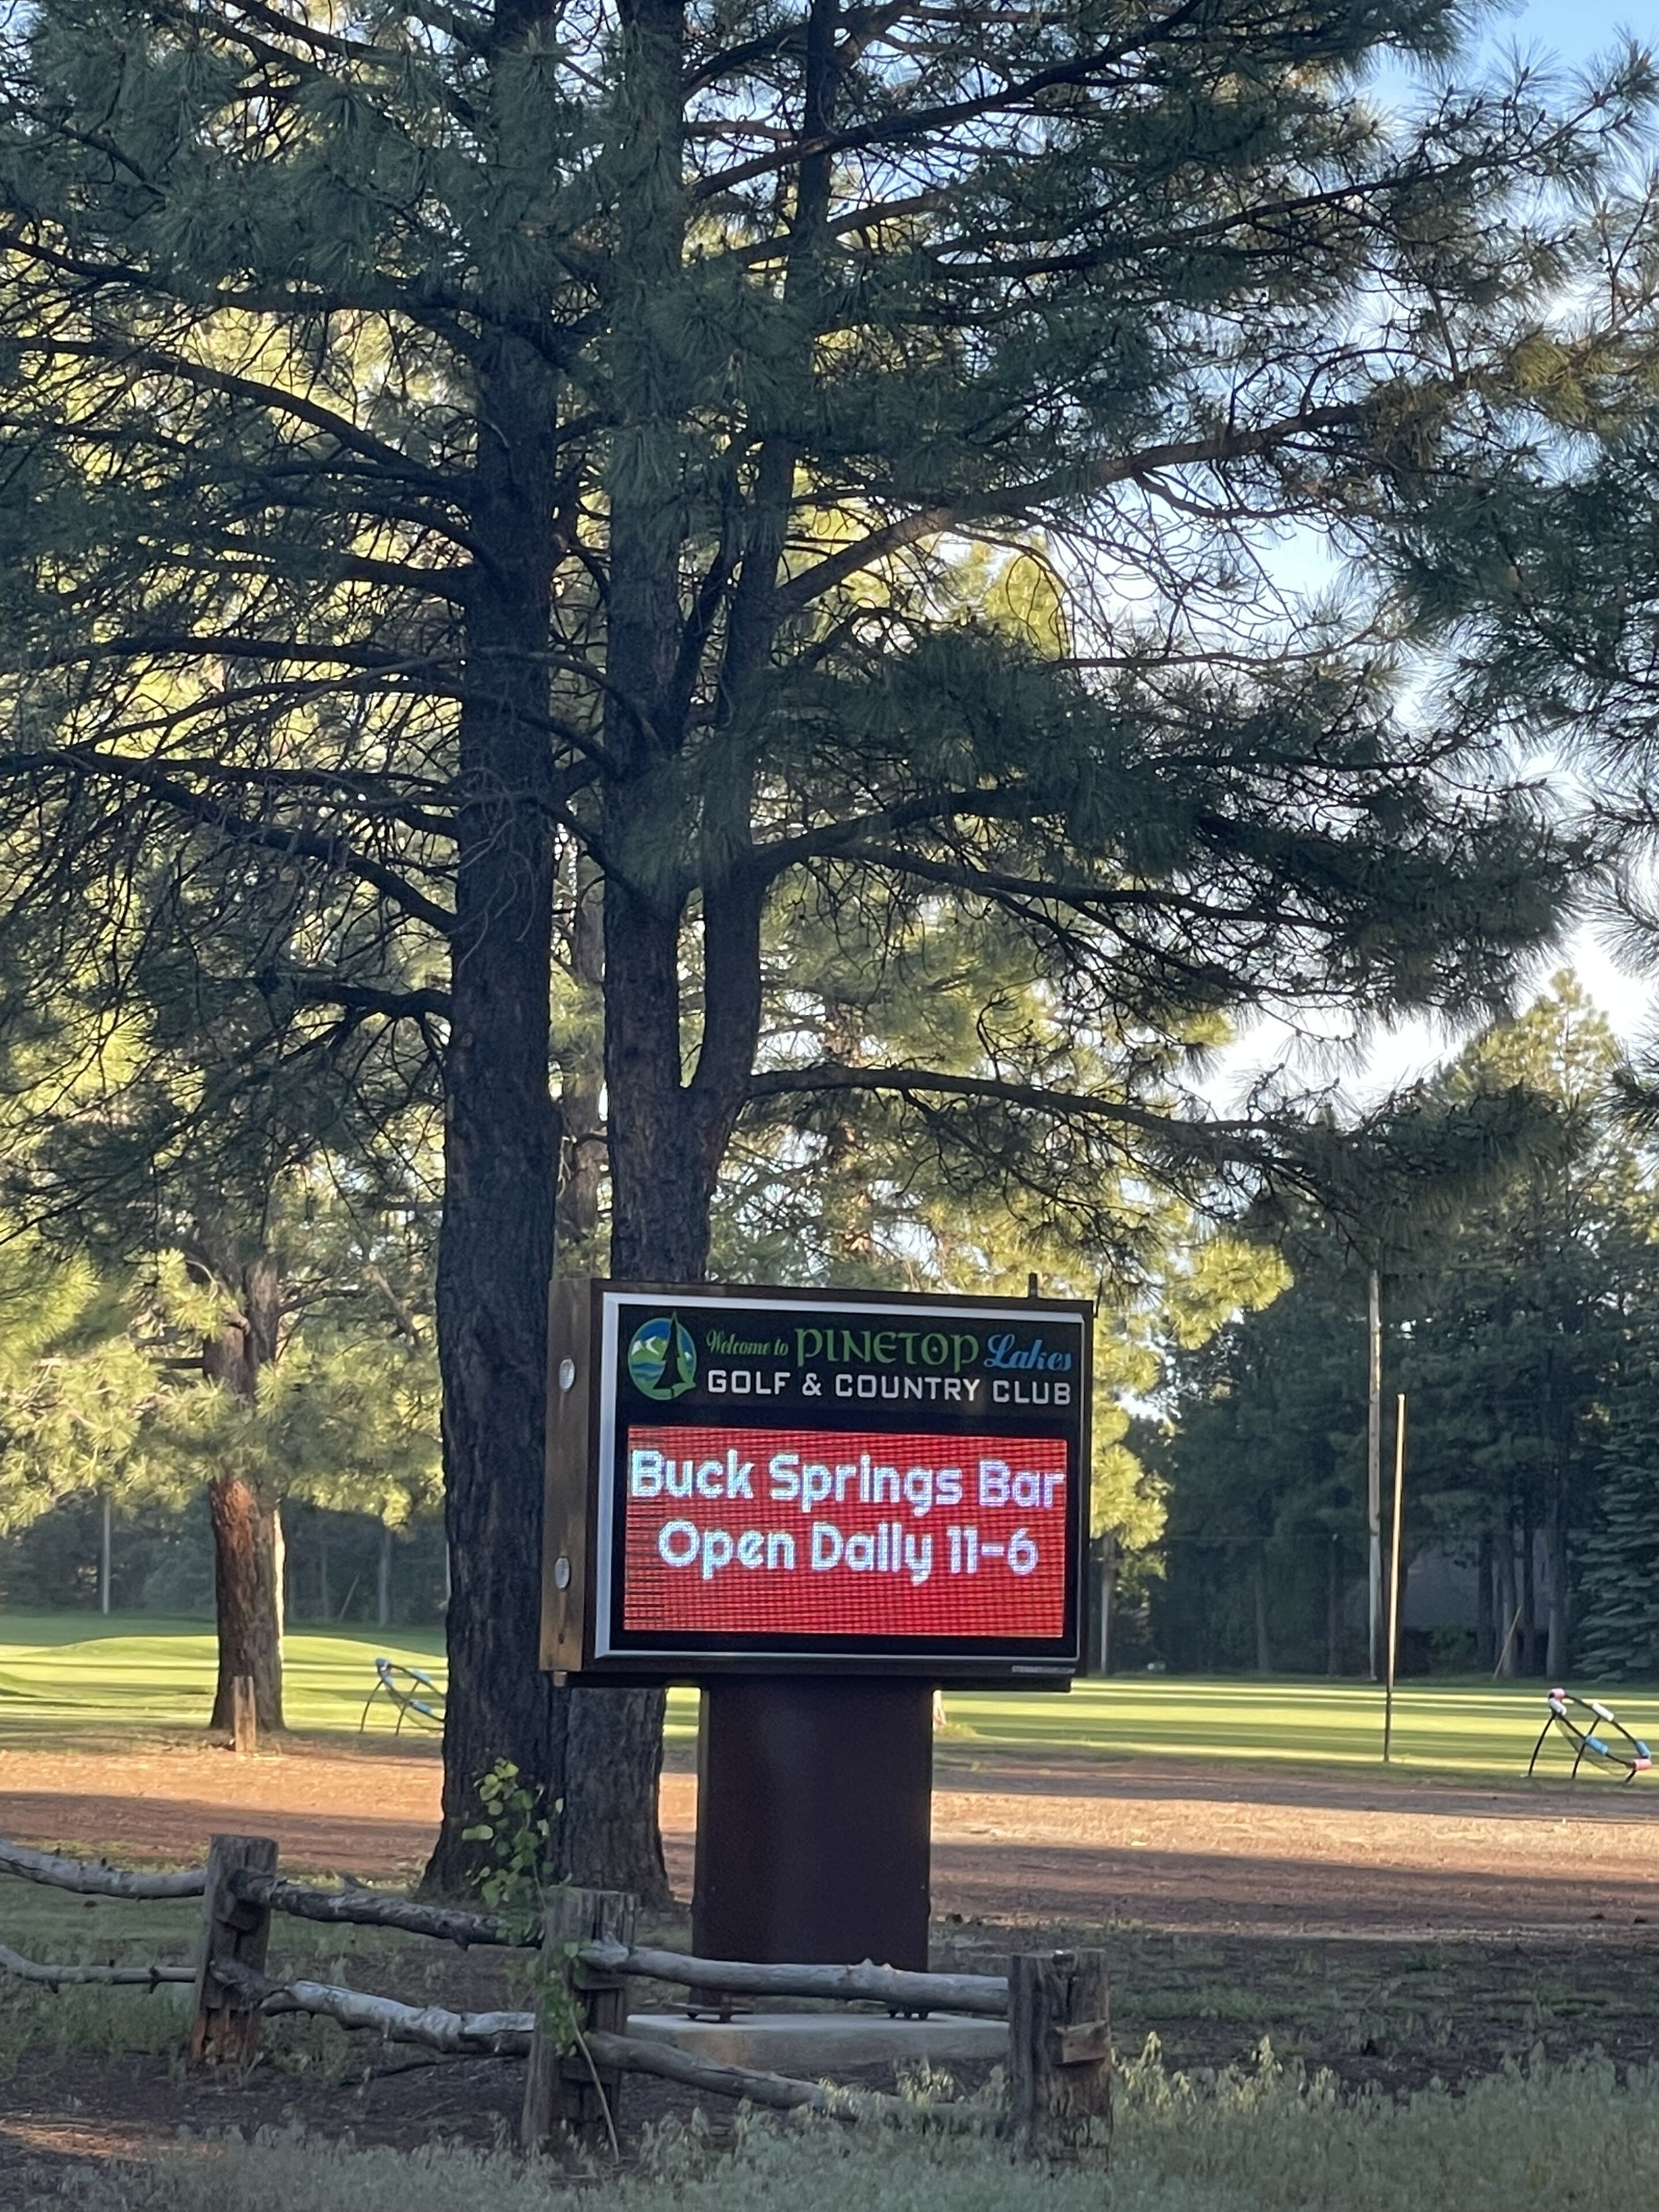 Welcome to PINETOP Lakes
GOLF & COUNTRY CLUB
Buck Springs Bar
Open Daily 11-6